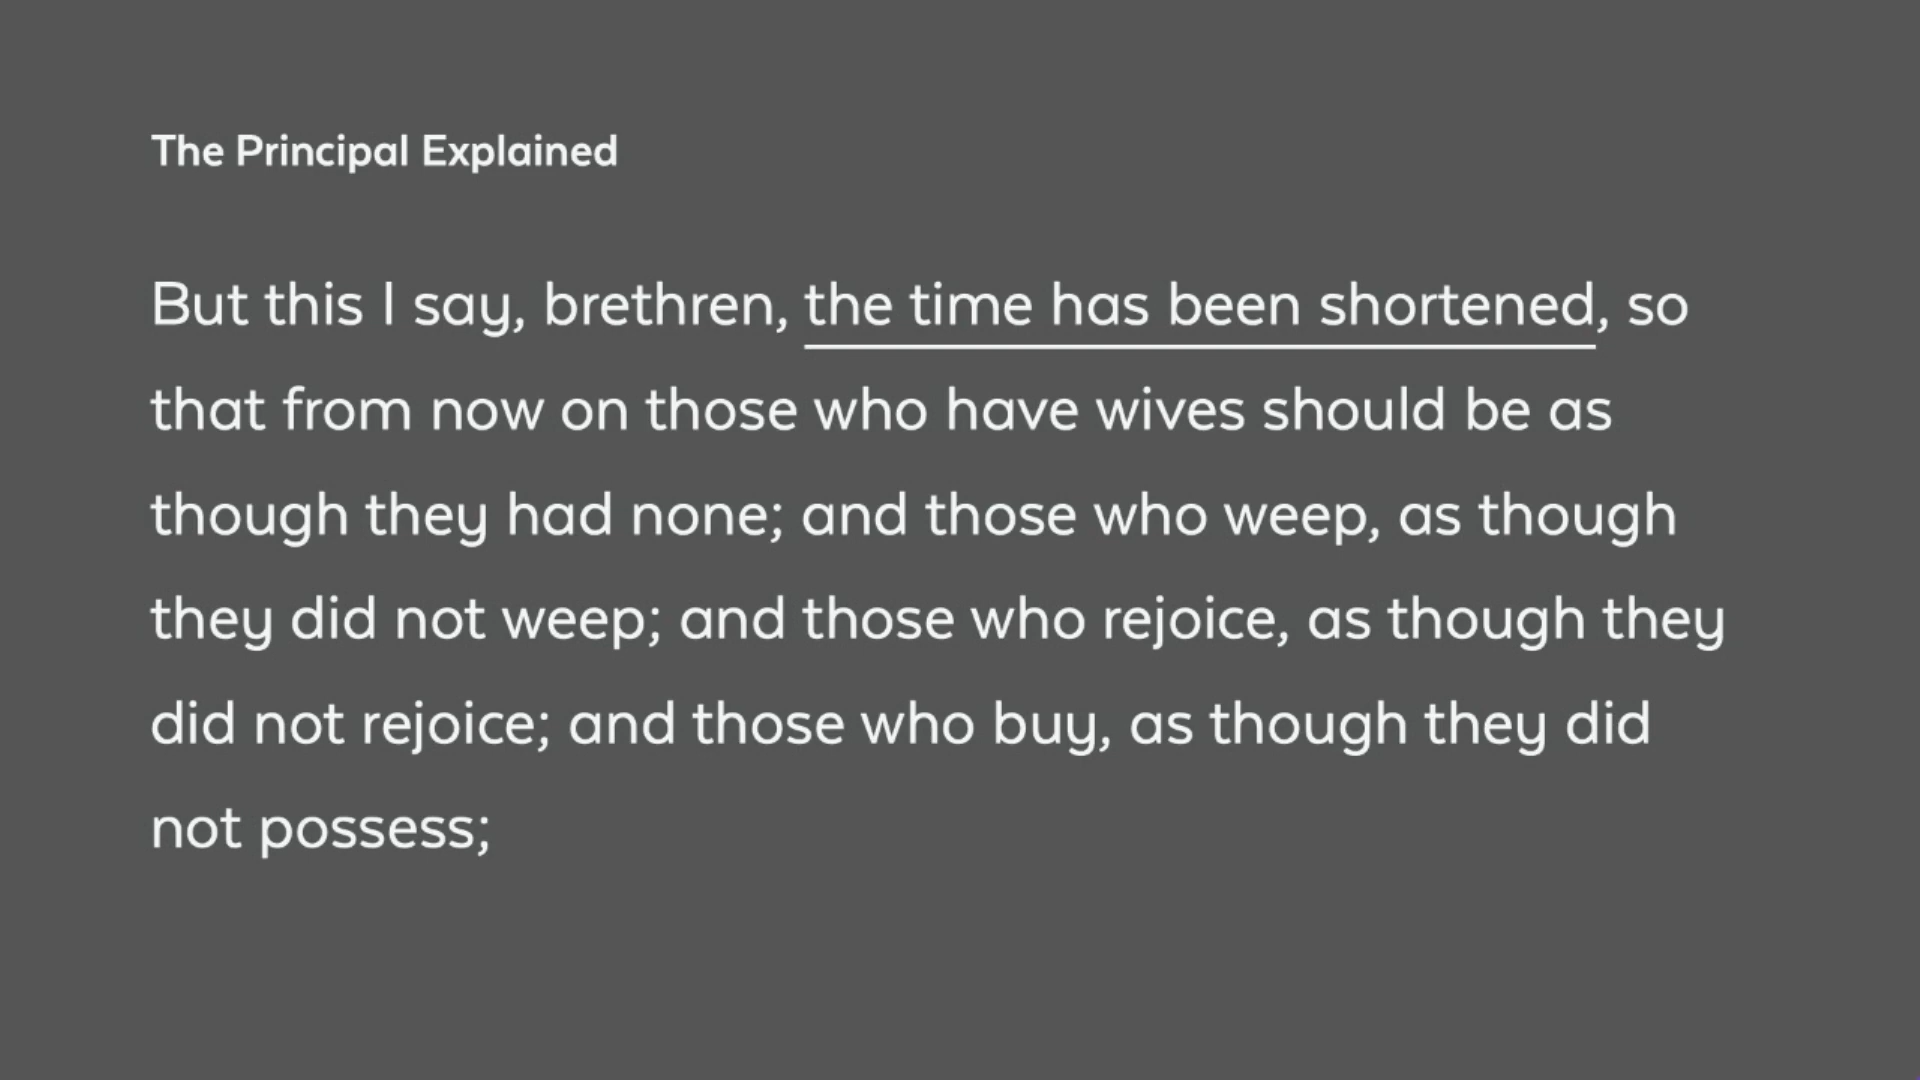 The Principal Explained
But this I say, brethren, the time has been shortened, so
that from now on those who have wives should be as
though they had none; and those who weep, as though
they did not weep; and those who rejoice, as though they
did not rejoice; and those who buy, as though they did
not possess;